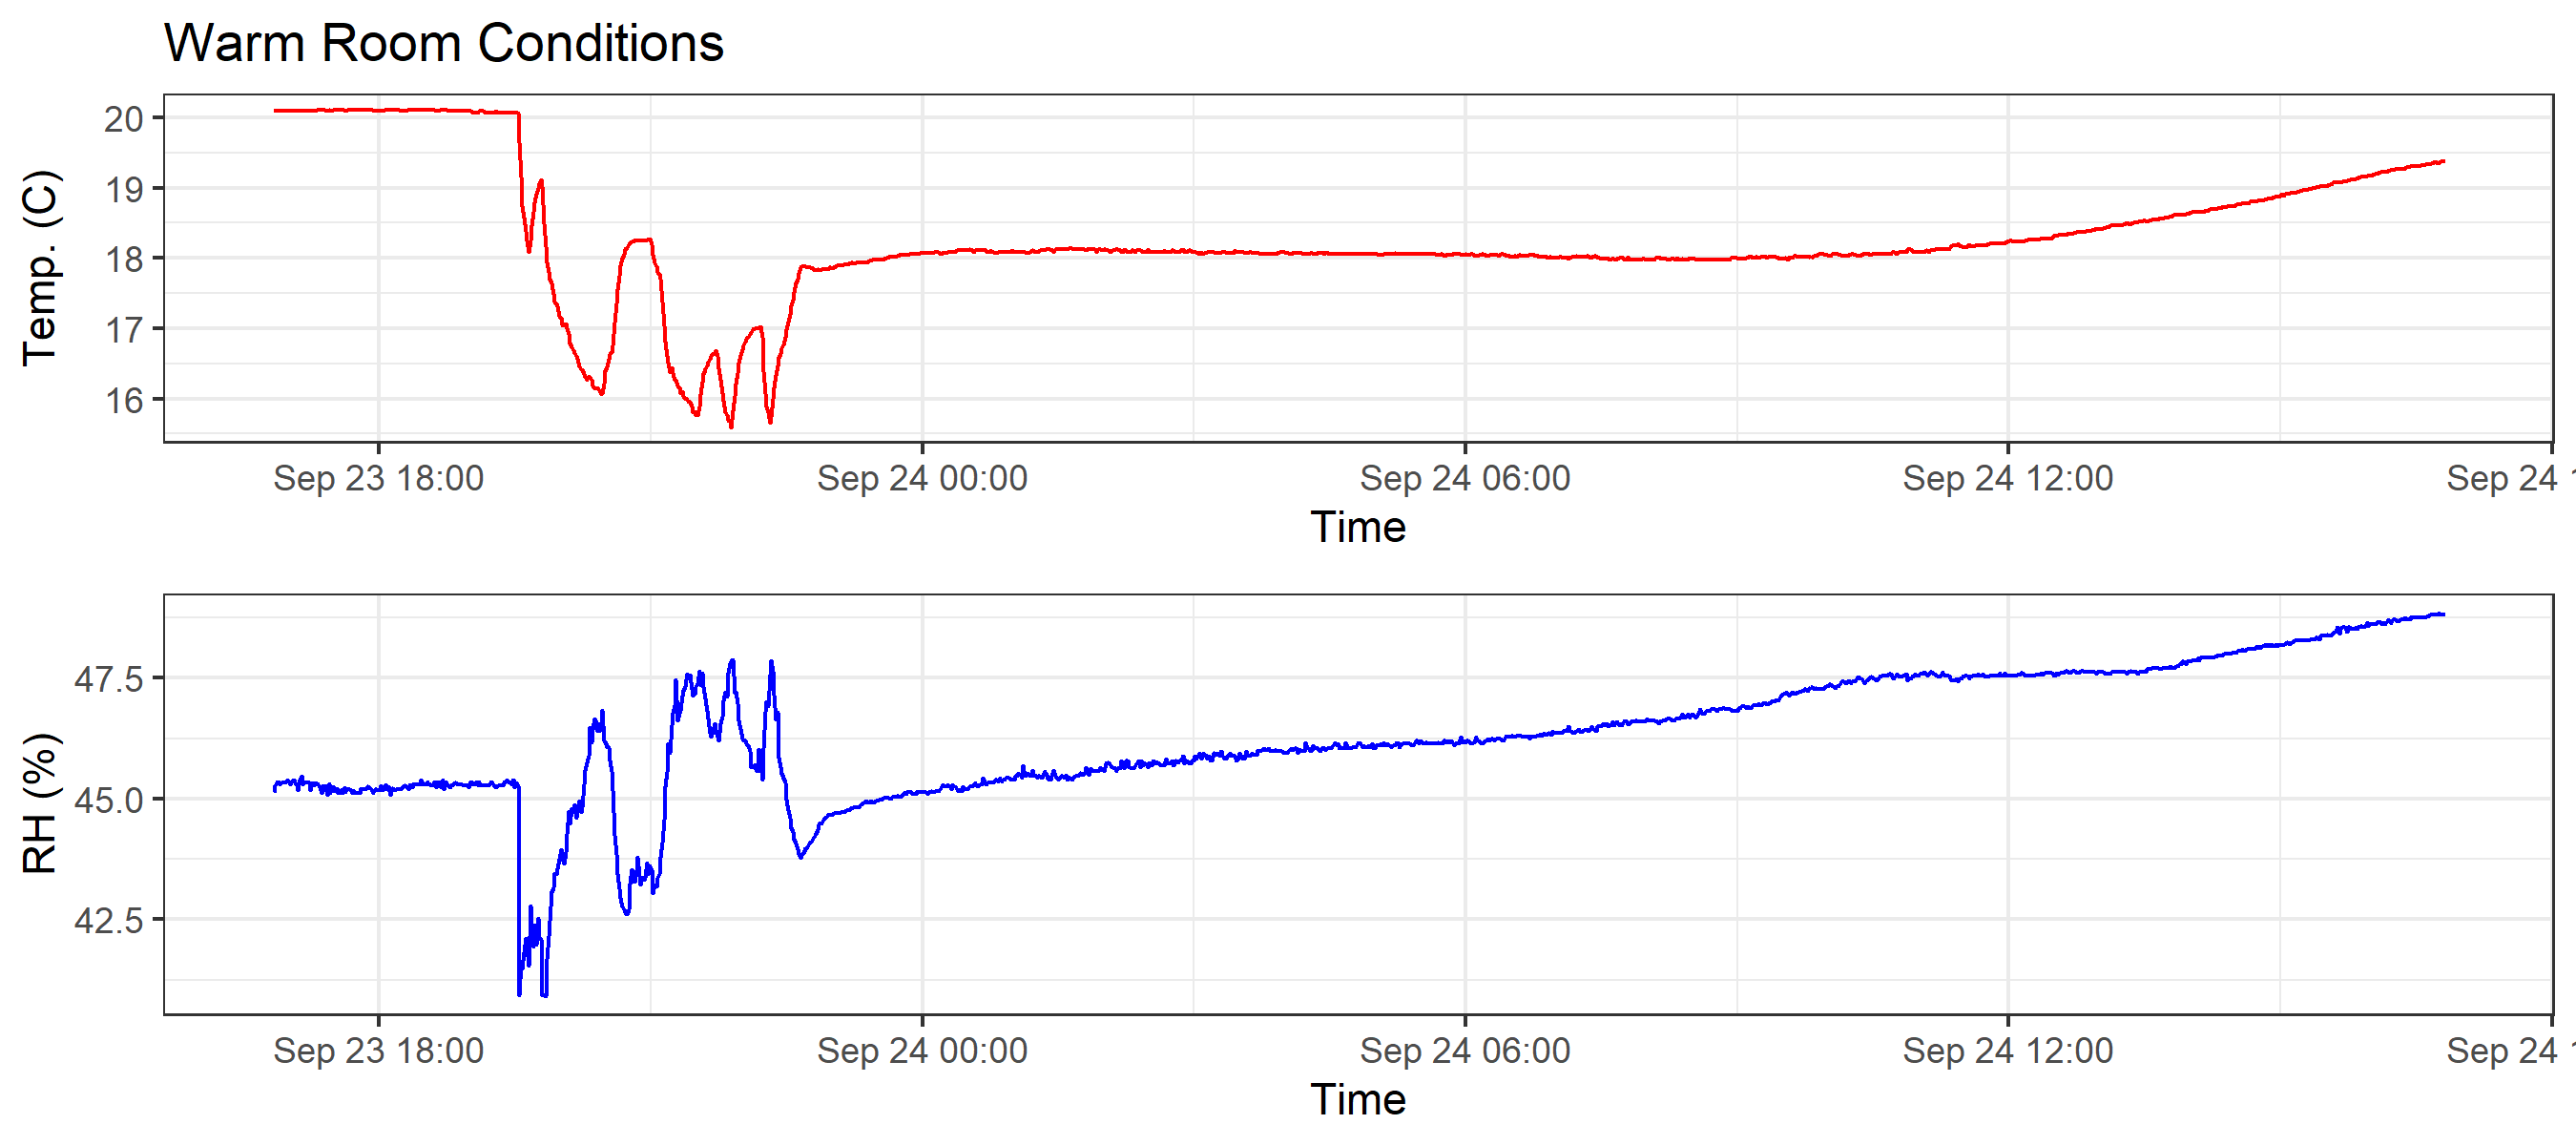 Warm Room Conditions
Temp. (C)
20
19
18
17
16
Sep 23 18:00 Sep 24 00:00 Sep 24 06:00 Sep 24 12:00 Sep 24
Time
RH (%)
47.5
45.0
42.5
Sep 23 18:00 Sep 24 00:00 Sep 24 06:00 Sep 24 12:00 Sep 24
Time